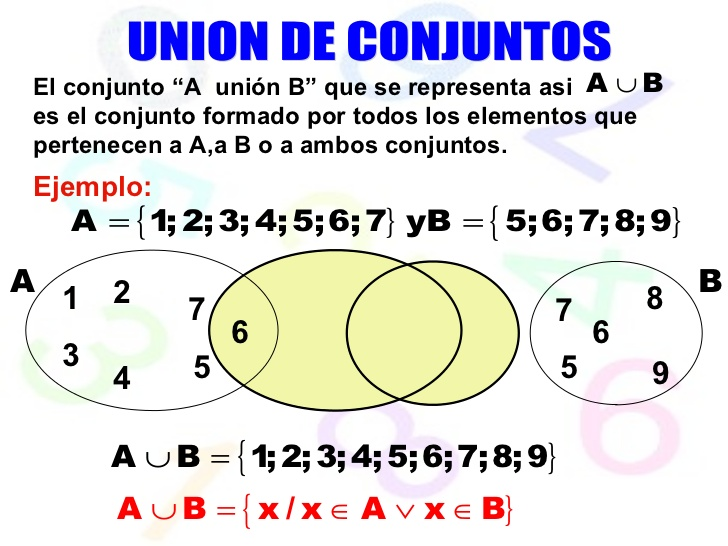 UNION DE CONJUNTOS
El conjunto “A unión B” que se representa asi A ∪ B
es el conjunto formado por todos los elementos que
pertenecen a A,a B o a ambos conjuntos.
Ejemplo:
A = {1; 2; 3; 4; 5; 6; 7} yB = {5; 6; 7; 8; 9}
A 1 2 7 6 3 4 5
7 6 5 8 9 B
A ∪ B = {1; 2; 3; 4; 5; 6; 7; 8; 9}
A ∪ B = {x / x ∈ A ∨ x ∈ B}